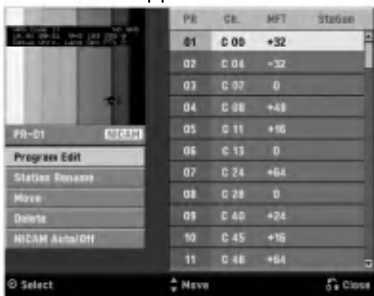 PR Ch. MFT Station
01 C 00 +32
02 C 04 -32
03 C 07 0
04 C 08 +48
05 C 11 +16
06 C 13 0
07 C 24 +64
08 C 28 0
09 C 40 +24
10 C 45 +16
11 C 48 +64
PR-01 NICAM
Program Edit
Station Rename
Move
Delete
NICAM Auto/Off
Select
Move
Close